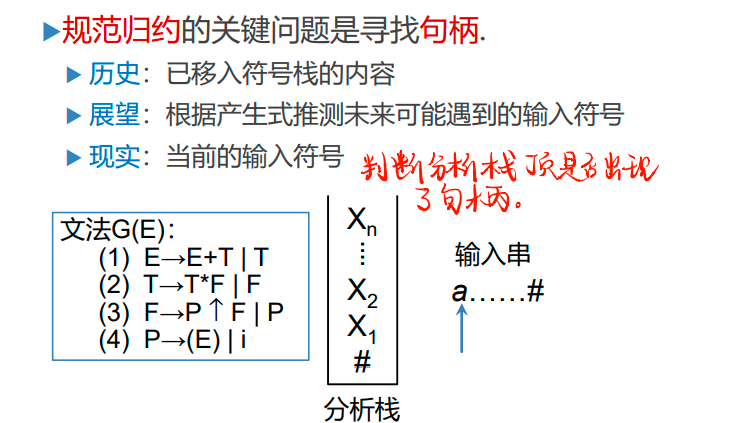 规范归约的关键问题是寻找句柄.
历史：已移入符号栈的内容
展望：根据产生式推测未来可能遇到的输入符号
现实：当前的输入符号
判断分析栈顶是否出现
了句柄。
文法G(E)：
(1) E→E+T | T
(2) T→T*F | F
(3) F→P↑F | P
(4) P→(E) | i
Xn
⋮
X2
X1
#
分析栈
输入串
a……#